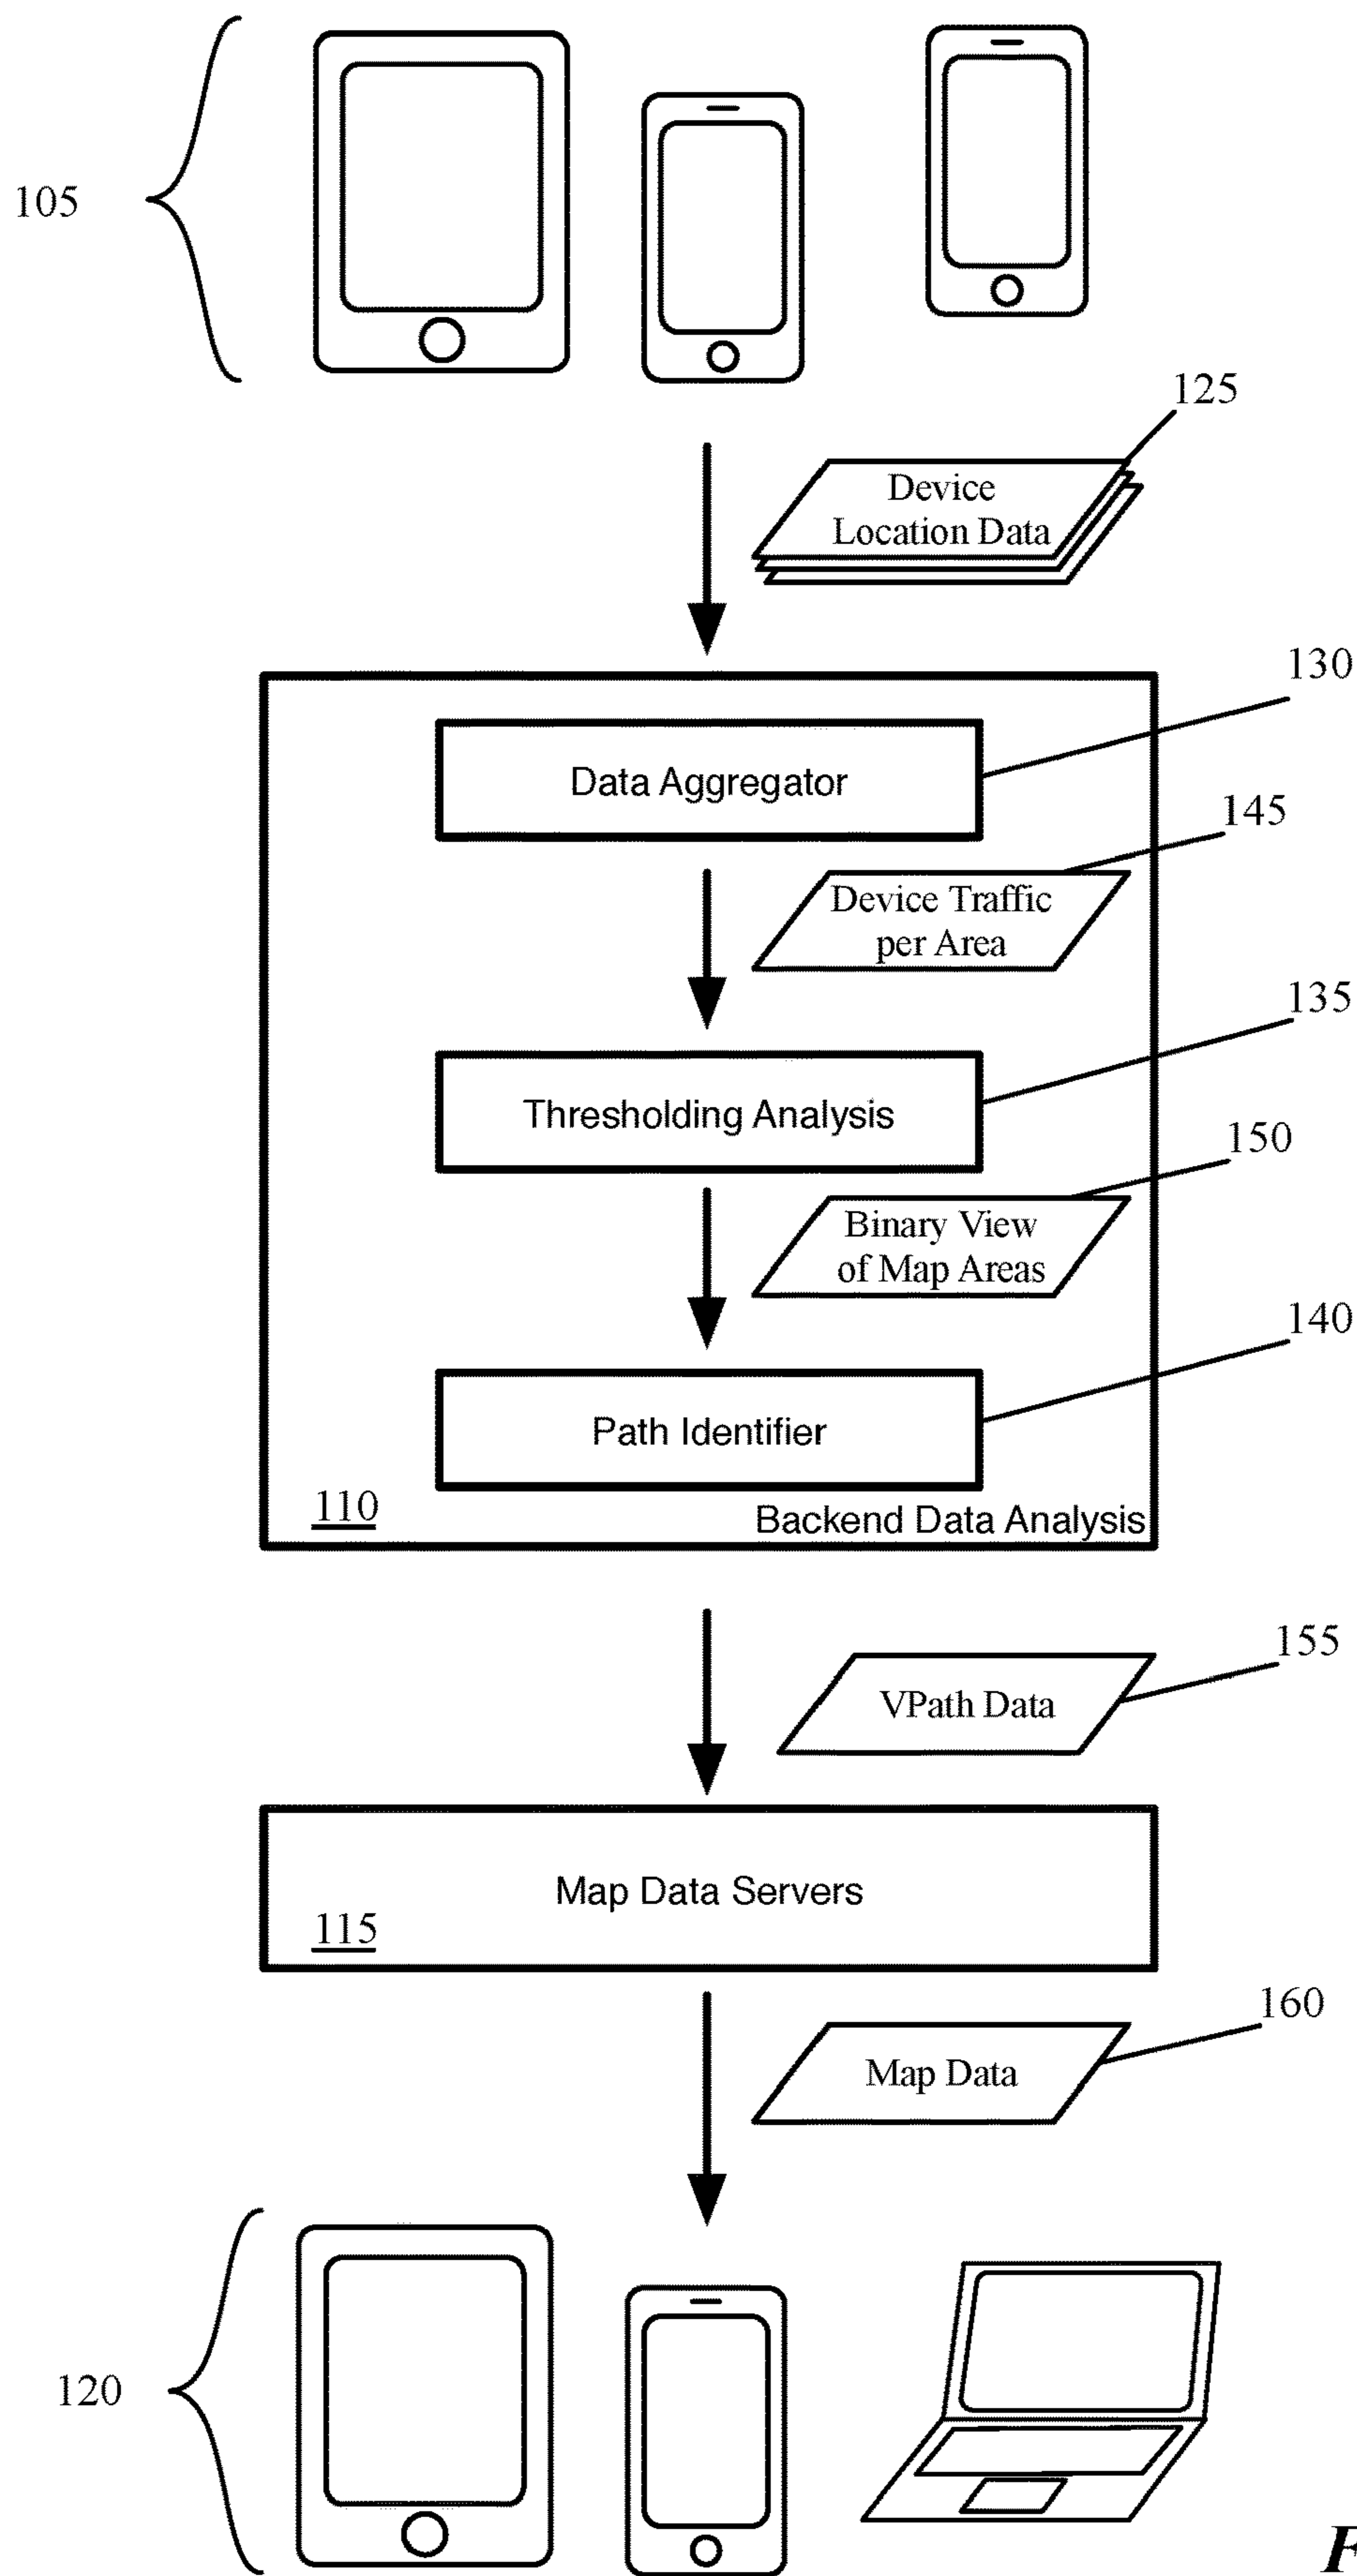 105
125
Device
Location Data
130
Data Aggregator
145
Device Traffic
per Area
135
Thresholding Analysis
150
Binary View
of Map Areas
140
Path Identifier
110
Backend Data Analysis
155
VPath Data
Map Data Servers
115
160
Map Data
120
F